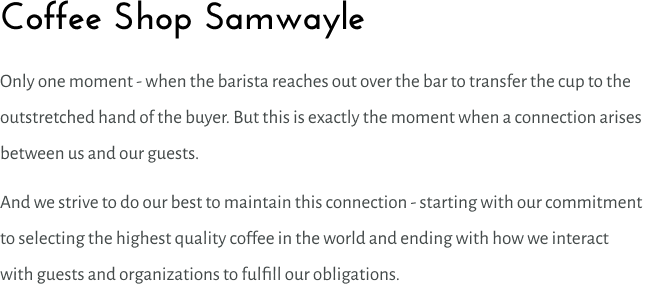 Coffee Shop Samwayle
Only one moment - when the barista reaches out over the bar to transfer the cup to the
outstretched hand of the buyer. But this is exactly the moment when a connection arises
between us and our guests.
And we strive to do our best to maintain this connection - starting with our commitment
to selecting the highest quality coffee in the world and ending with how we interact
with guests and organizations to fulfill our obligations.